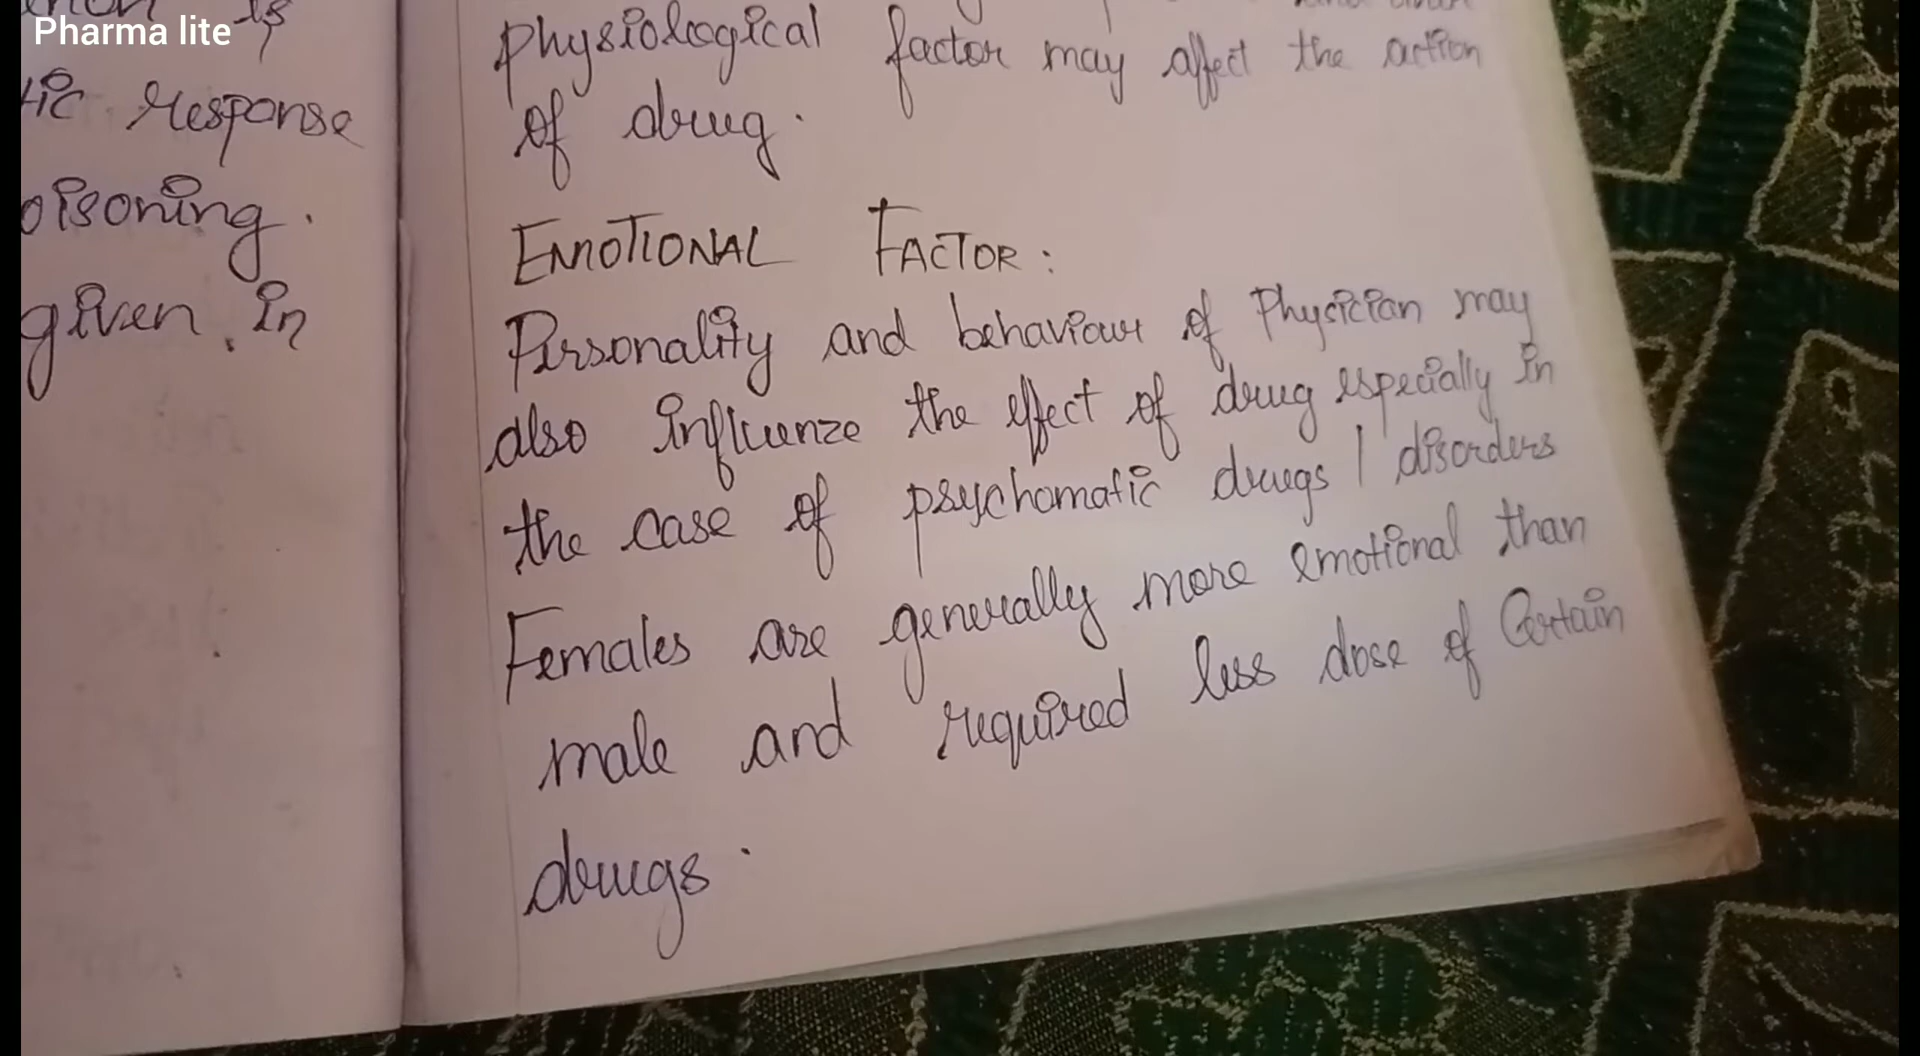 Pharma lite
is
tic response
oisoning.
given in
physiological factor may affect the action
of drug.
EMOTIONAL FACTOR:
Personality and behaviour of Physician may
also influenze the effect of drug especially in
the case of psychomatic drugs / disorders
Females are generally more emotional than
male and required less dose of Certain
drugs.